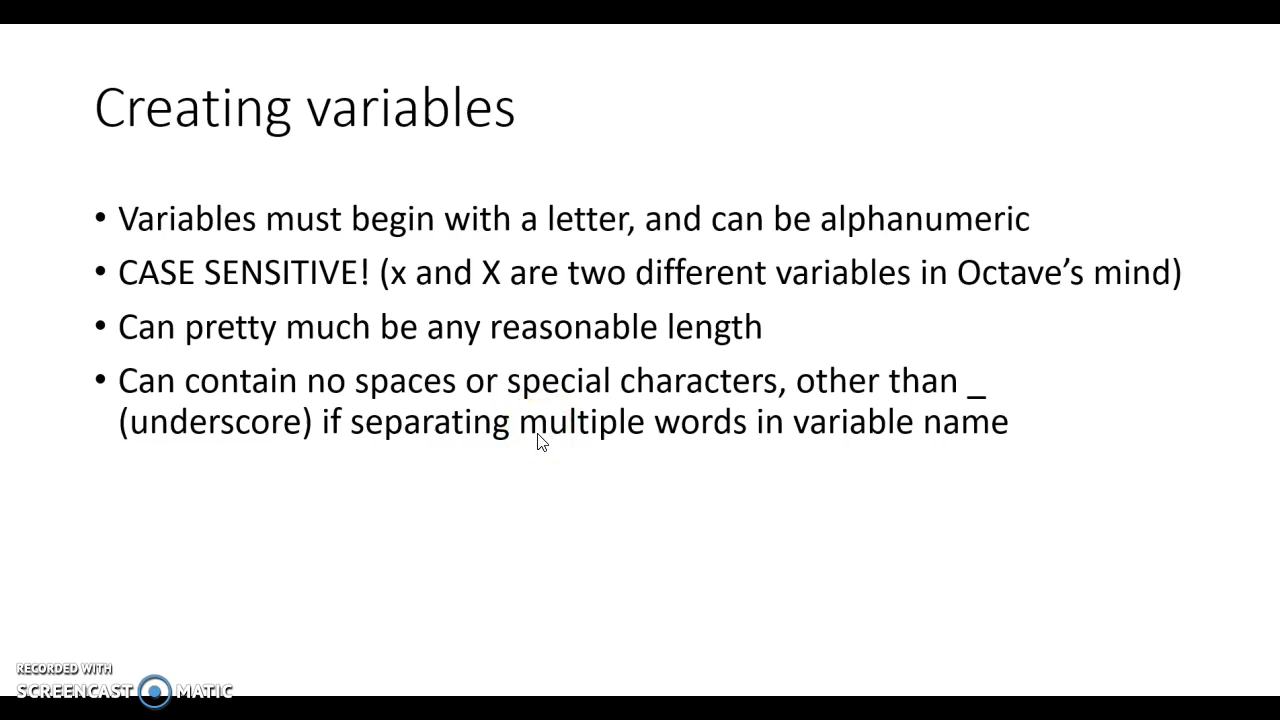 Creating variables
• Variables must begin with a letter, and can be alphanumeric
• CASE SENSITIVE! (x and X are two different variables in Octave’s mind)
• Can pretty much be any reasonable length
• Can contain no spaces or special characters, other than _
(underscore) if separating multiple words in variable name
RECORDED WITH
SCREENCAST MATIC